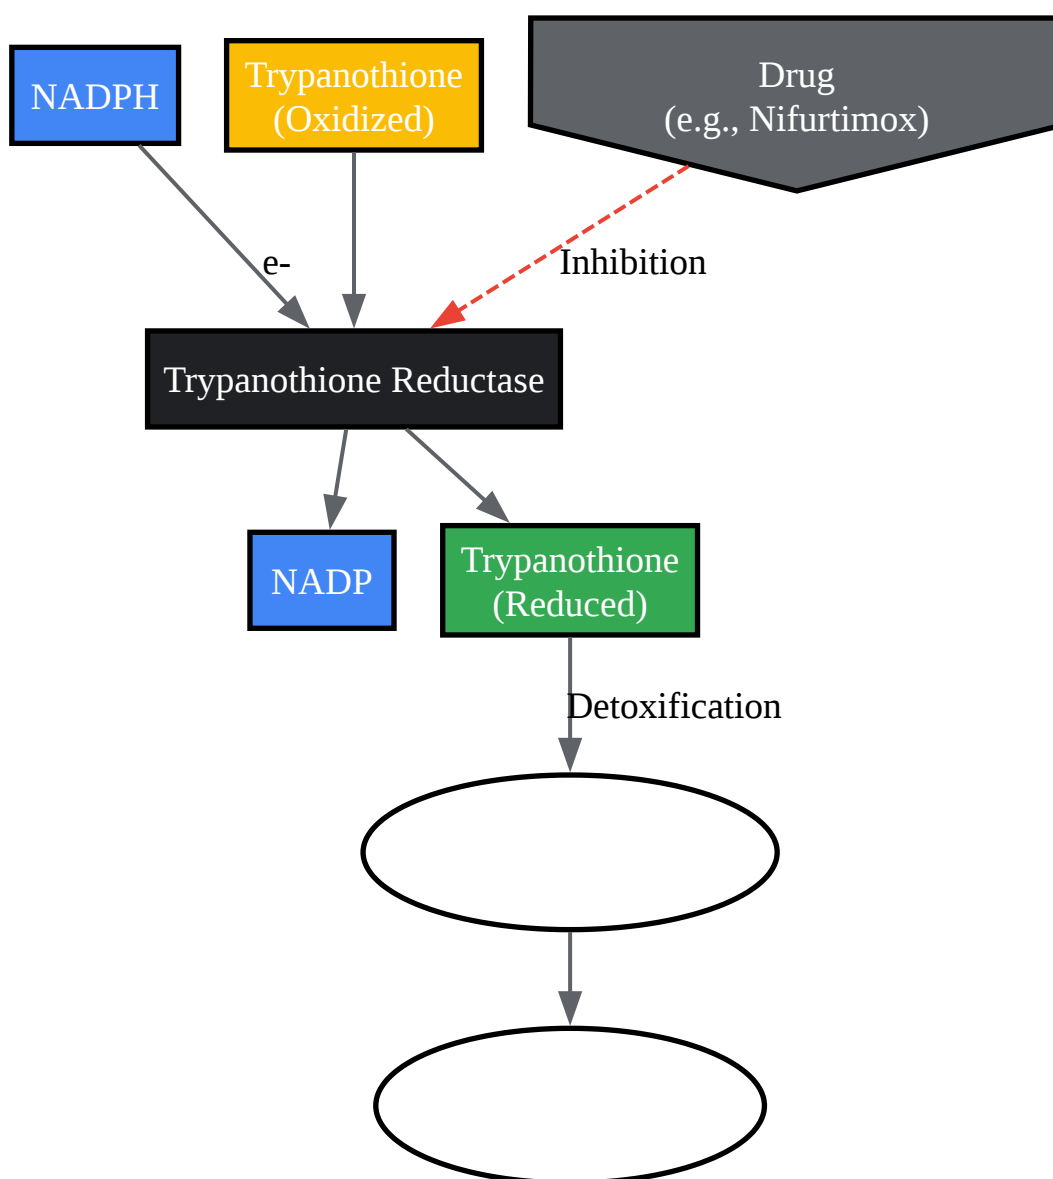 NADPH
Trypanothione
(Oxidized)
Drug
(e.g., Nifurtimox)
e-
Inhibition
Trypanothione Reductase
NADP
Trypanothione
(Reduced)
Detoxification